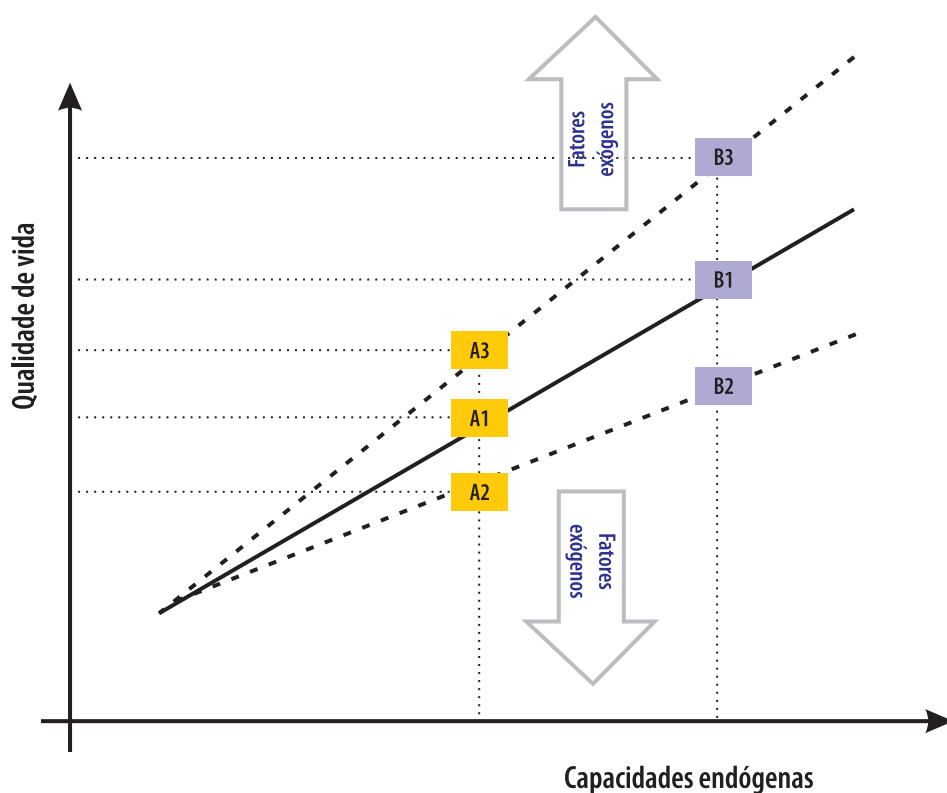 Fatores
exógenos
B3
B1
A3
B2
A1
A2
Fatores
exógenos
Qualidade de vida
Capacidades endógenas